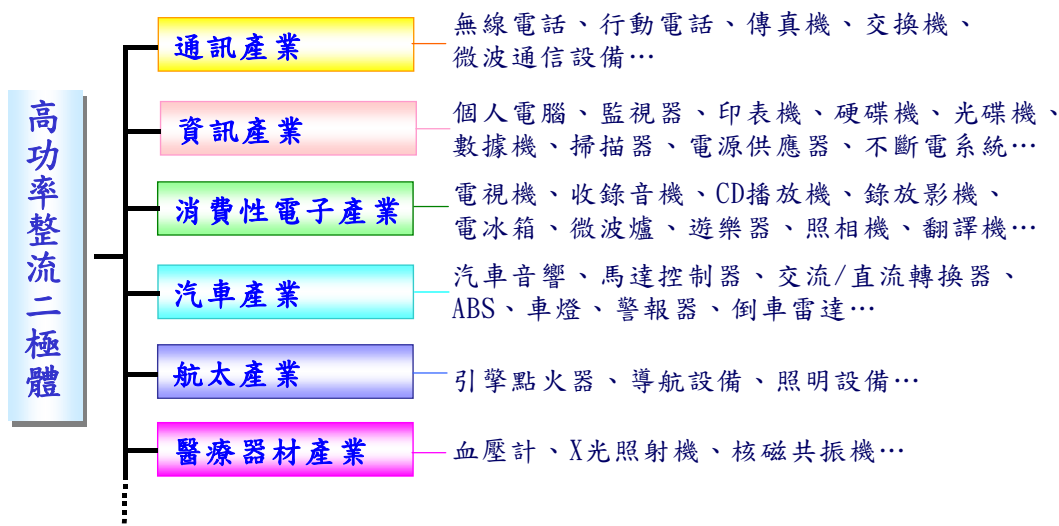 高功率整流二極體
通訊產業
無線電話、行動電話、傳真機、交換機、
微波通信設備…
資訊產業
個人電腦、監視器、印表機、硬碟機、光碟機、
數據機、掃描器、電源供應器、不斷電系統…
消費性電子產業
電視機、收錄音機、CD播放機、錄放影機、
電冰箱、微波爐、遊樂器、照相機、翻譯機…
汽車產業
汽車音響、馬達控制器、交流/直流轉換器、
ABS、車燈、警報器、倒車雷達…
航太產業
引擎點火器、導航設備、照明設備…
醫療器材產業
血壓計、X光照射機、核磁共振機…